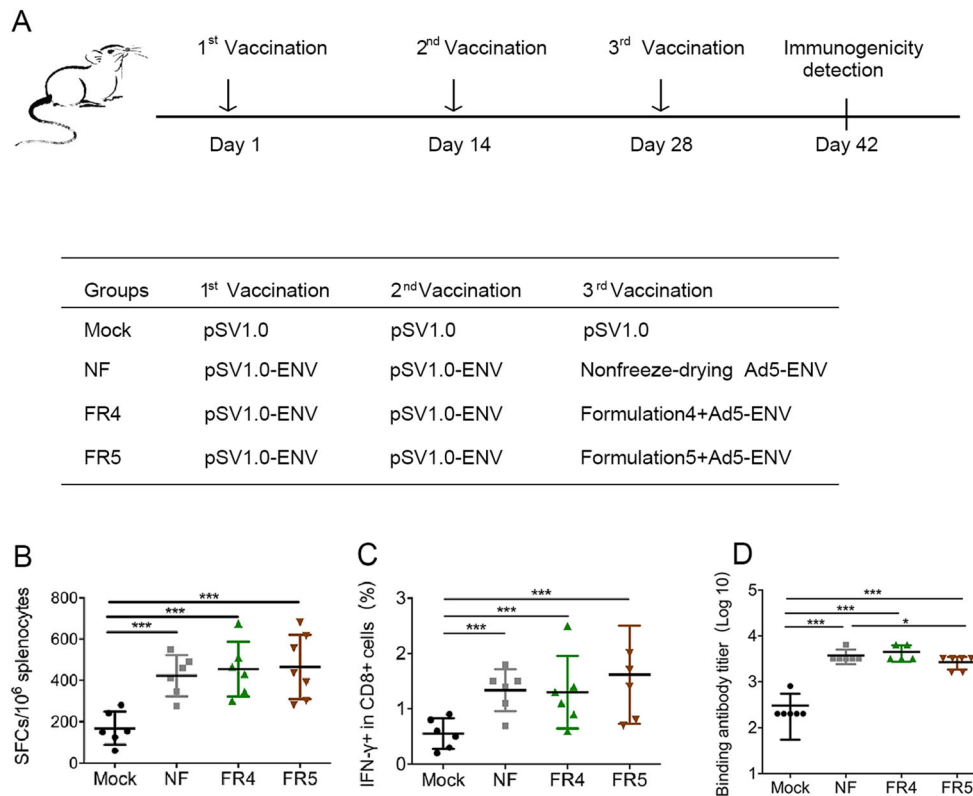 A
1st Vaccination 2nd Vaccination 3rd Vaccination Immunogenicity detection
Day 1 Day 14 Day 28 Day 42
Groups 1st Vaccination 2nd Vaccination 3rd Vaccination
Mock pSV1.0 pSV1.0 pSV1.0
NF pSV1.0-ENV pSV1.0-ENV Nonfreeze-drying Ad5-ENV
FR4 pSV1.0-ENV pSV1.0-ENV Formulation4+Ad5-ENV
FR5 pSV1.0-ENV pSV1.0-ENV Formulation5+Ad5-ENV
B
SFCs/10^6 splenocytes
800
600
400
200
0
***
***
***
Mock NF FR4 FR5
C
IFN-γ+ in CD8+ cells (%)
3
2
1
0
***
***
***
Mock NF FR4 FR5
D
Binding antibody titier (Log 10)
5
4
3
2
1
***
***
***
*
Mock NF FR4 FR5